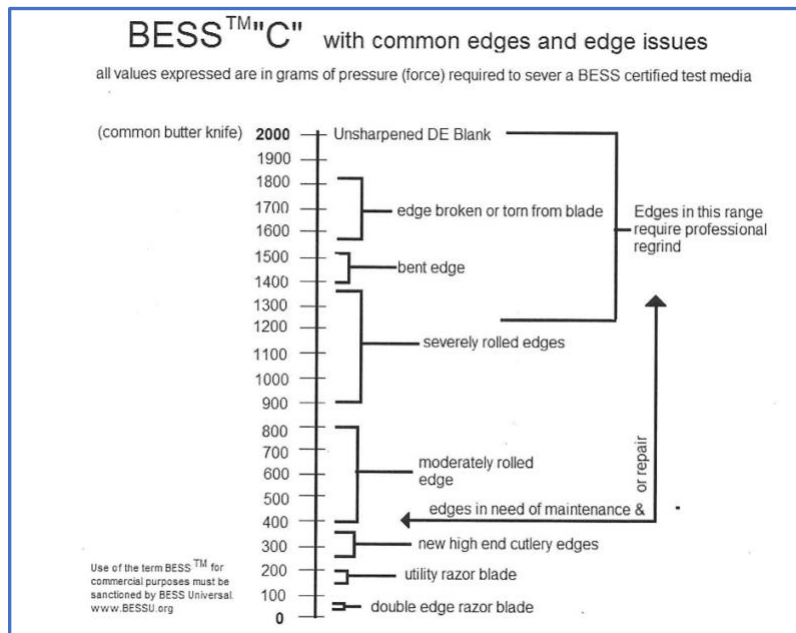 BESS™"C" with common edges and edge issues
all values expressed are in grams of pressure (force) required to sever a BESS certified test media
(common butter knife) 2000 Unsharpened DE Blank
1900
1800
1700 edge broken or torn from blade
1600
Edges in this range
require professional
regrind
1500
bent edge
1400
1300
1200
severely rolled edges
1100
1000
900
800
700
moderately rolled
edge
600
500
edges in need of maintenance &
or repair
400
300 new high end cutlery edges
200 utility razor blade
100
double edge razor blade
0
Use of the term BESS ™ for
commercial purposes must be
sanctioned by BESS Universal.
www.BESSU.org